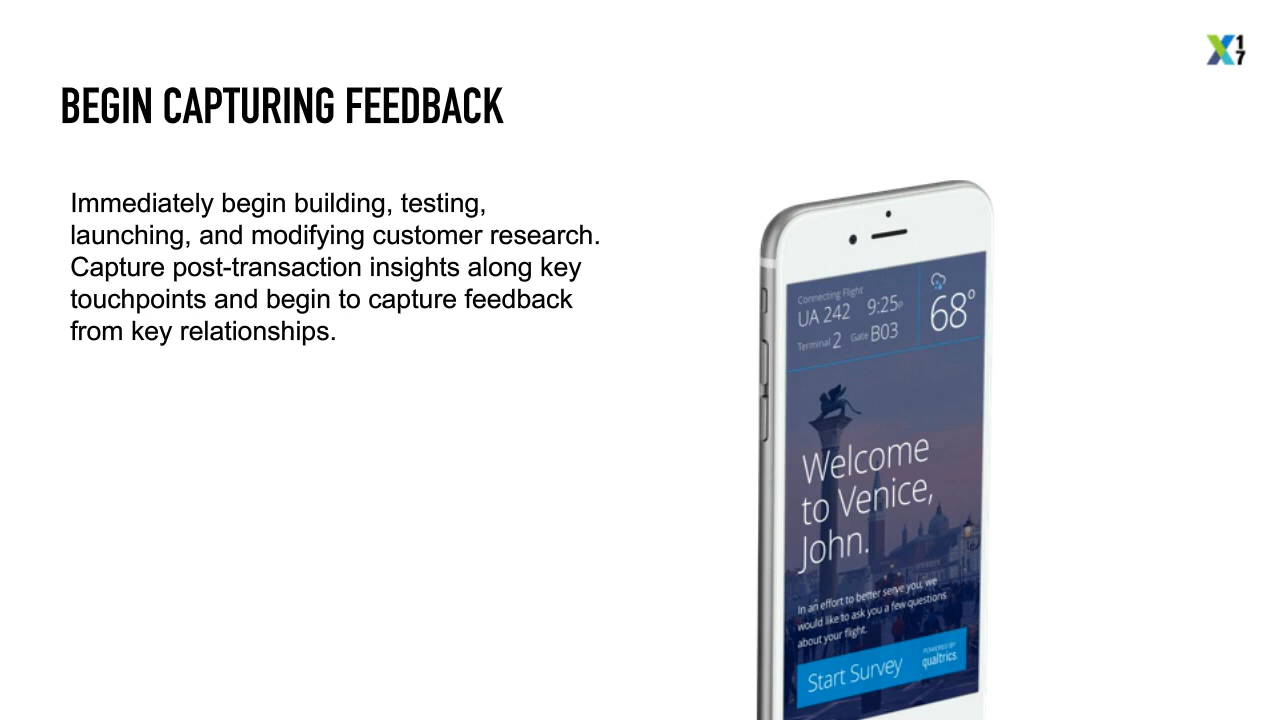 X17
BEGIN CAPTURING FEEDBACK
Immediately begin building, testing,
launching, and modifying customer research.
Capture post-transaction insights along key
touchpoints and begin to capture feedback
from key relationships.
Connecting Flight
UA 242 9:25P
Terminal 2 Gate B03
68°
Welcome
to Venice,
John.
In an effort to better serve you, we
would like to ask you a few questions
about your flight.
Start Survey
POWERED BY
qualtrics.